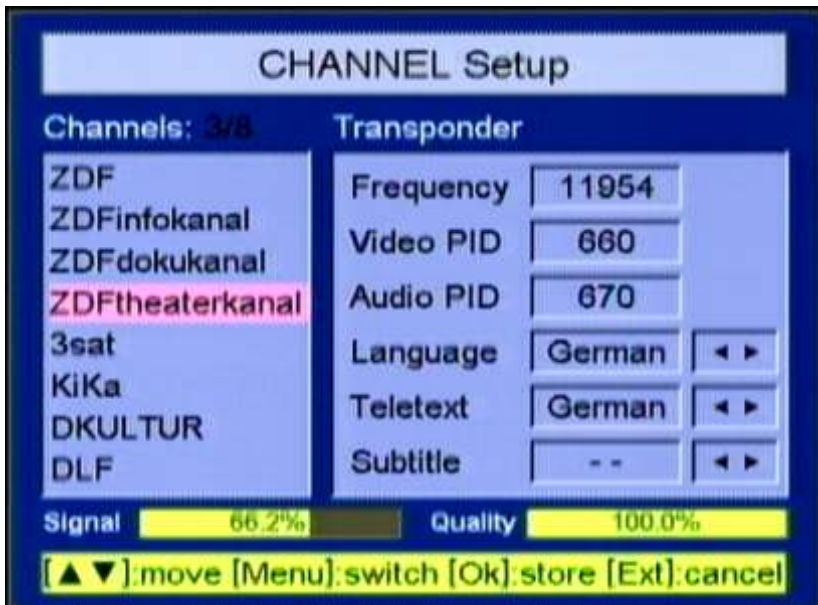 CHANNEL Setup
Channels: 3/8
Transponder
ZDF
ZDFinfokanal
ZDFdokukanal
ZDFtheaterkanal
3sat
KiKa
DKULTUR
DLF
Frequency 11954
Video PID 660
Audio PID 670
Language German ◄ ►
Teletext German ◄ ►
Subtitle - - ◄ ►
Signal 66.2% Quality 100.0%
[▲ ▼]:move [Menu]:switch [Ok]:store [Ext]:cancel